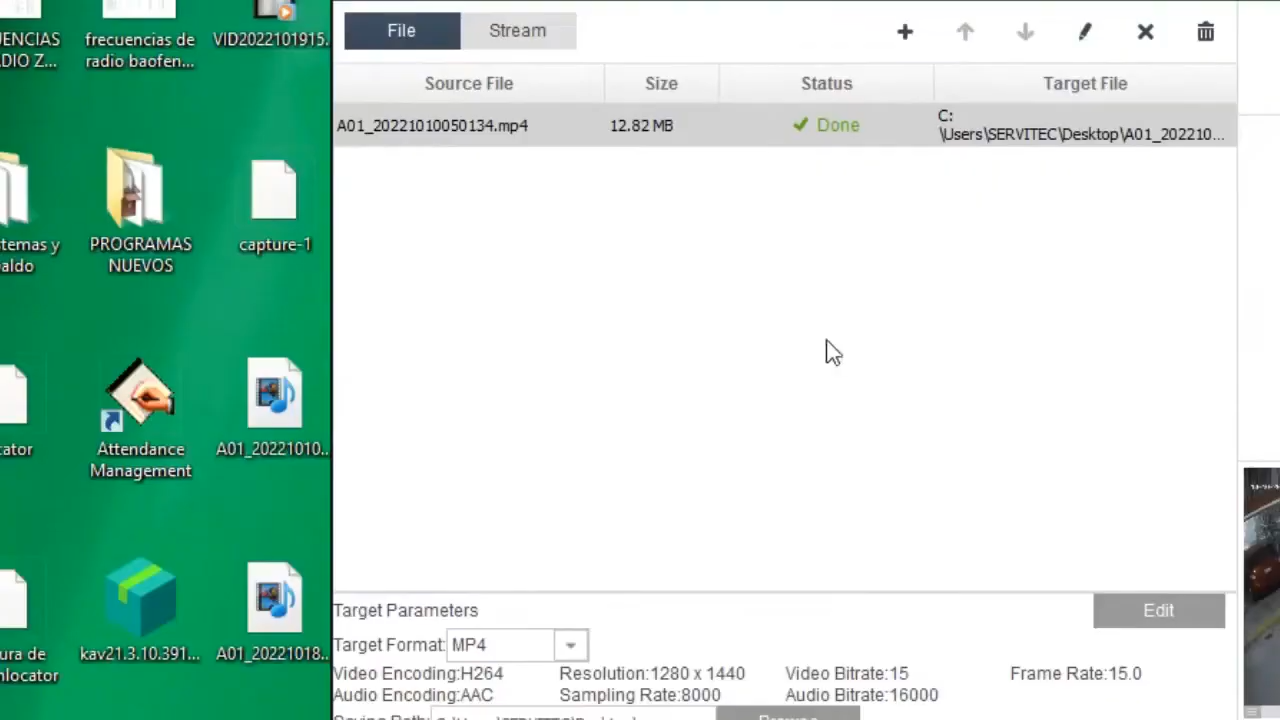 ENCIAS
DIO Z...
frecuencias de
radio baofen...
VID2022101915.
temas y
aldo
PROGRAMAS
NUEVOS
capture-1
ator
Attendance
Management
A01_20221010..
ura de
nlocator
kav21.3.10.391...
A01_20221018..
File
Stream
Source File
Size
Status
Target File
A01_20221010050134.mp4
12.82 MB
Done
C:
\Users\SERVITEC\Desktop\A01_202210...
Target Parameters
Edit
Target Format:
MP4
Video Encoding:H264
Resolution:1280 x 1440
Video Bitrate:15
Frame Rate:15.0
Audio Encoding:AAC
Sampling Rate:8000
Audio Bitrate:16000